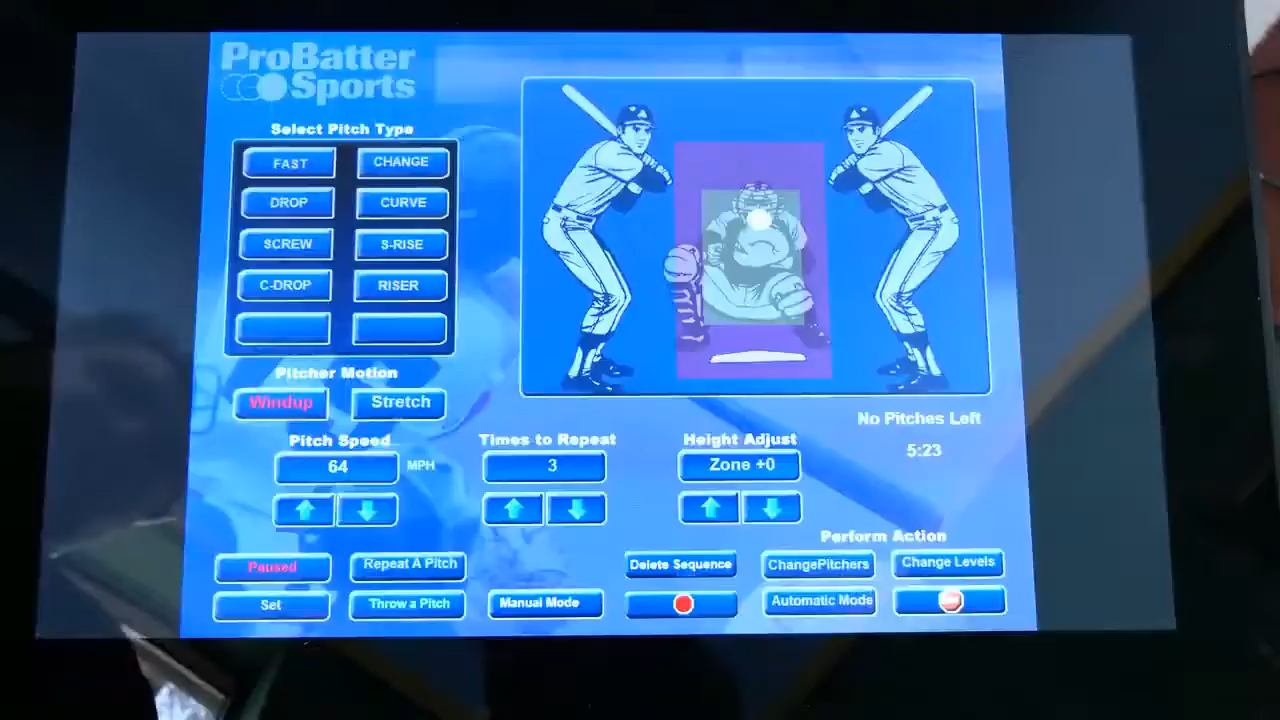 ProBatter
Sports
Select Pitch Type
FAST
CHANGE
DROP
CURVE
SCREW
S-RISE
C-DROP
RISER
Pitcher Motion
Windup
Stretch
No Pitches Left
5:23
Pitch Speed
Times to Repeat
Height Adjust
64
MPH
3
Zone +0
Perform Action
Paused
Repeat A Pitch
Delete Sequence
ChangePitchers
Change Levels
Set
Throw a Pitch
Manual Mode
Automatic Mode